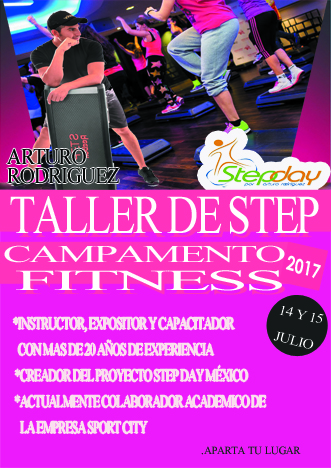 ARTURO
RODRIGUEZ
Stepday
por arturo rodriguez
TALLER DE STEP
CAMPAMENTO
FITNESS
2017
14 Y 15
JULIO
*INSTRUCTOR, EXPOSITOR Y CAPACITADOR
CON MAS DE 20 AÑOS DE EXPERIENCIA
*CREADOR DEL PROYECTO STEP DAY MÉXICO
*ACTUALMENTE COLABORADOR ACADEMICO DE
LA EMPRESA SPORT CITY
.APARTA TU LUGAR